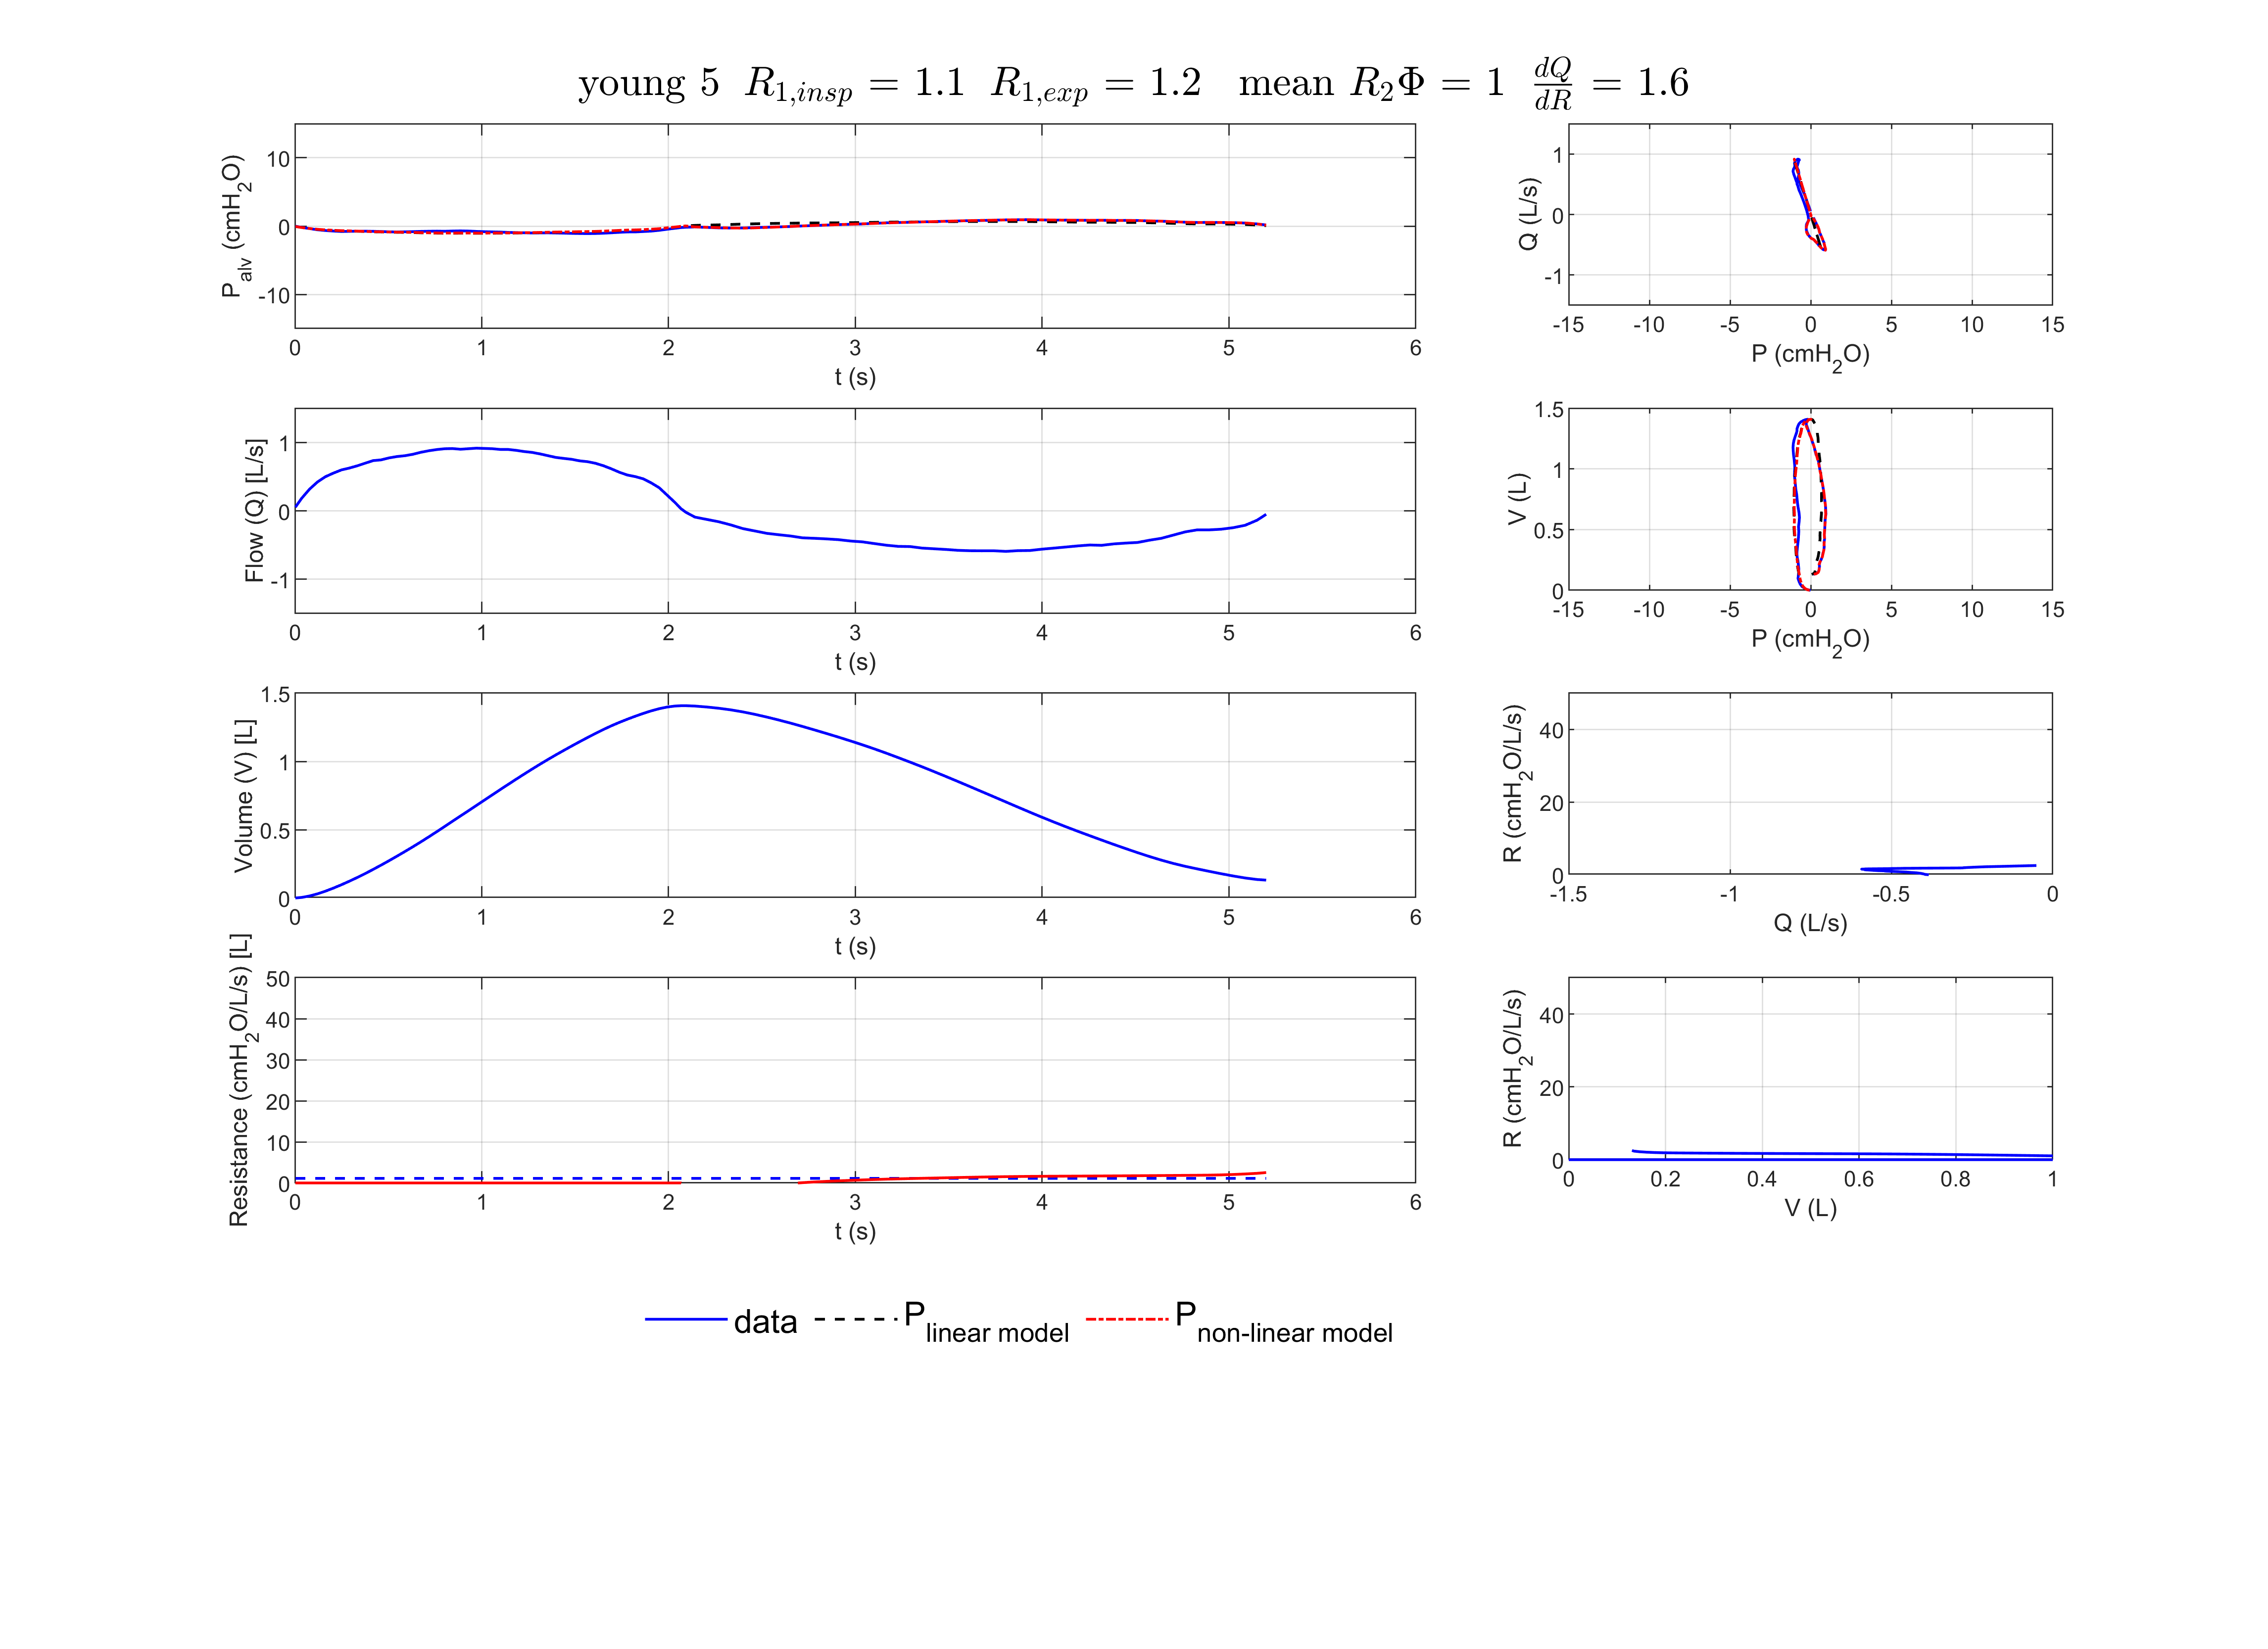 young 5 R1,insp = 1.1 R1,exp = 1.2 mean R2Φ = 1 dQ/dR = 1.6
Palv (cmH2O)
10
0
-10
0 1 2 3 4 5 6
t (s)
Q (L/s)
1
0
-1
-15 -10 -5 0 5 10 15
P (cmH2O)
Flow (Q) [L/s]
1
0
-1
0 1 2 3 4 5 6
t (s)
V (L)
1.5
1
0.5
0
-15 -10 -5 0 5 10 15
P (cmH2O)
Volume (V) [L]
1.5
1
0.5
0
0 1 2 3 4 5 6
t (s)
R (cmH2O/L/s)
40
20
0
-1.5 -1 -0.5 0
Q (L/s)
Resistance (cmH2O/L/s) [L]
50
40
30
20
10
0
0 1 2 3 4 5 6
t (s)
R (cmH2O/L/s)
40
20
0
0 0.2 0.4 0.6 0.8 1
V (L)
data Plinear model Pnon-linear model